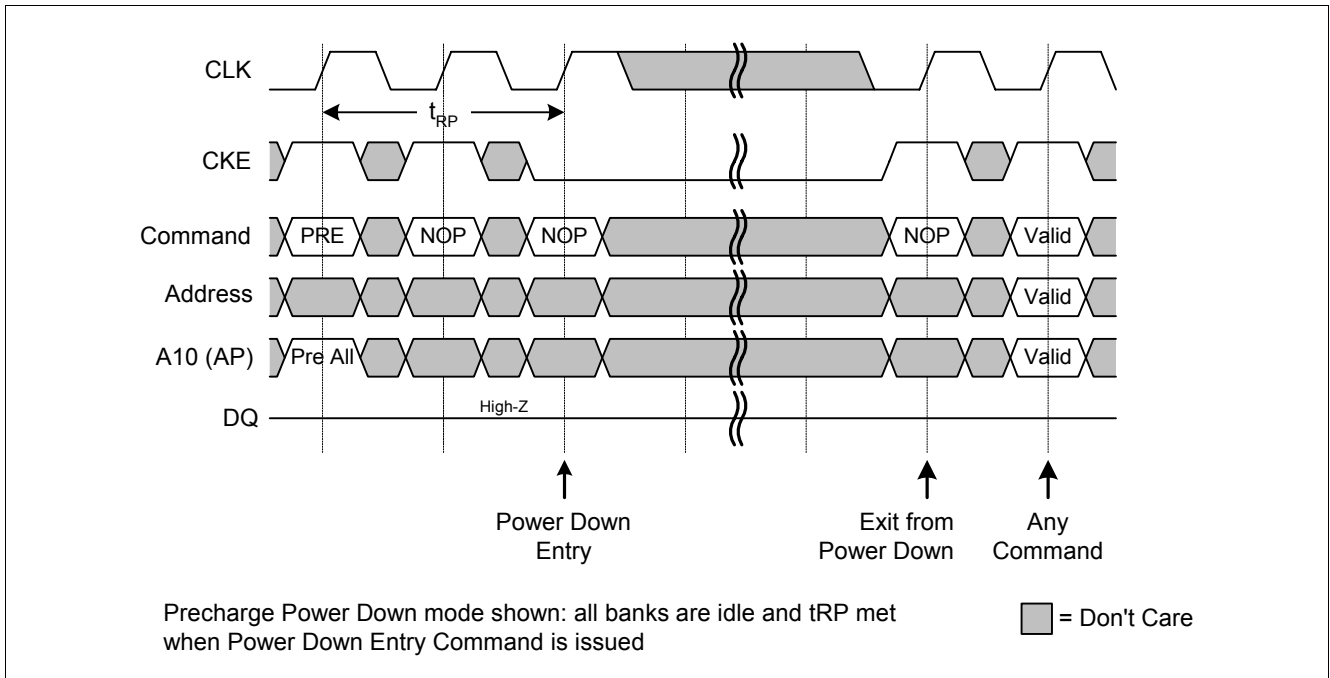 CLK
t_RP
CKE
Command PRE NOP NOP NOP Valid
Address Valid
A10 (AP) Pre All Valid
High-Z
DQ
Power Down
Entry
Exit from
Power Down
Any
Command
Precharge Power Down mode shown: all banks are idle and tRP met
when Power Down Entry Command is issued
= Don't Care